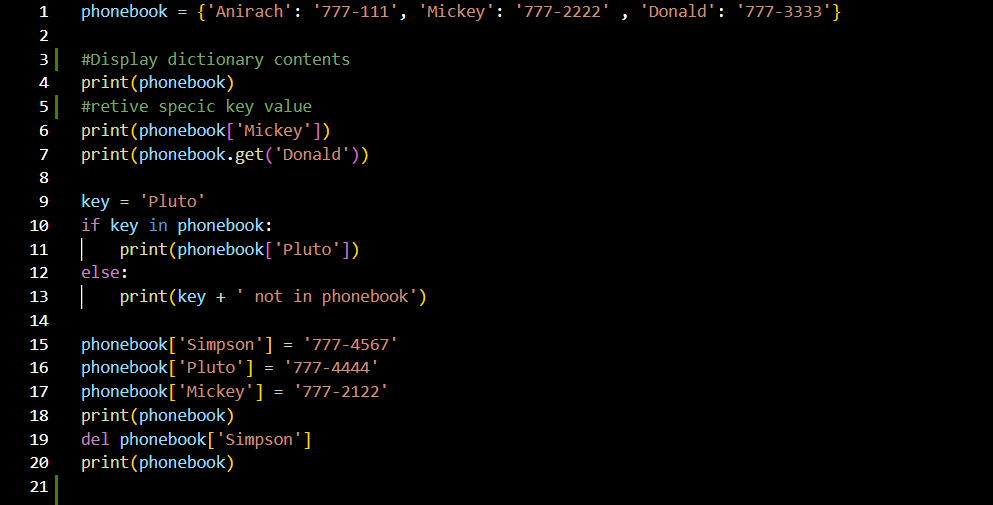 1 phonebook = {'Anirach': '777-111', 'Mickey': '777-2222' , 'Donald': '777-3333'}
2
3 #Display dictionary contents
4 print(phonebook)
5 #retive specic key value
6 print(phonebook['Mickey'])
7 print(phonebook.get('Donald'))
8
9 key = 'Pluto'
10 if key in phonebook:
11     print(phonebook['Pluto'])
12 else:
13     print(key + ' not in phonebook')
14
15 phonebook['Simpson'] = '777-4567'
16 phonebook['Pluto'] = '777-4444'
17 phonebook['Mickey'] = '777-2122'
18 print(phonebook)
19 del phonebook['Simpson']
20 print(phonebook)
21